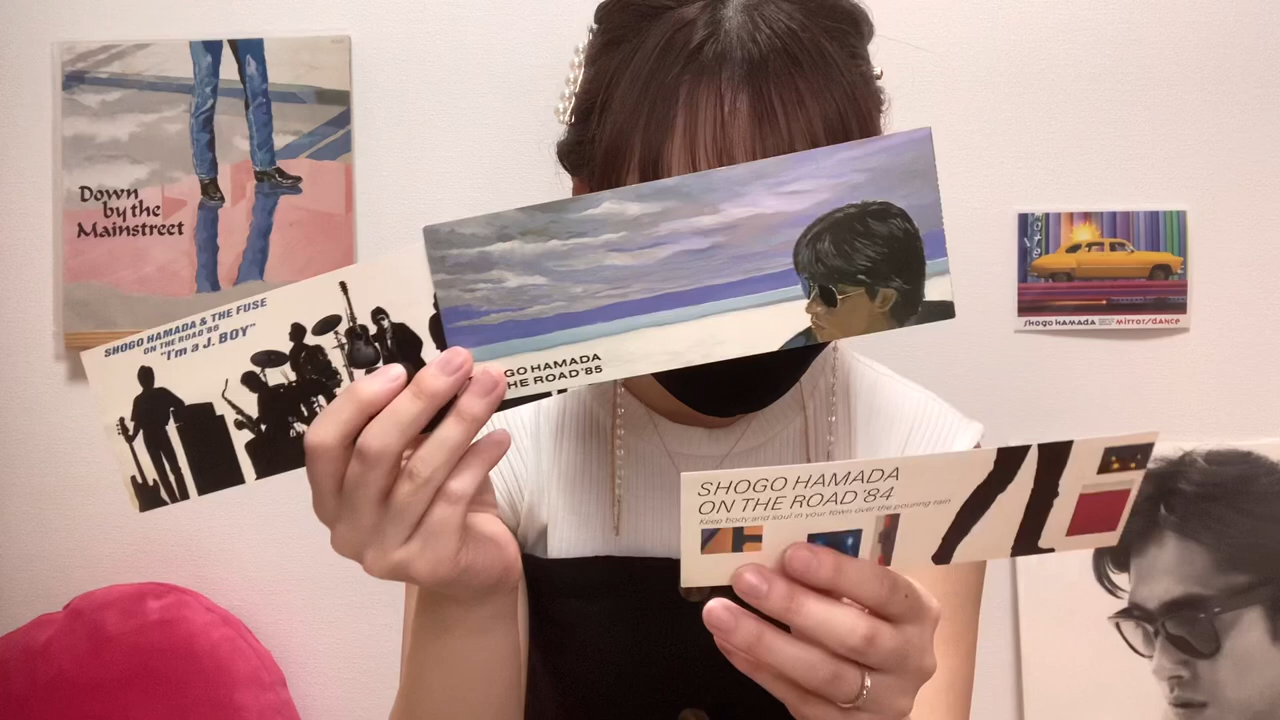 Down
by the
Mainstreet
SHOGO HAMADA & THE FUSE
ON THE ROAD '86
"I'm a J. BOY"
GO HAMADA
HE ROAD '85
SHOGO HAMADA
ON THE ROAD '84
Keep body and soul in your town over the pouring rain
SHOGO HAMADA
MIRROR/DANCE